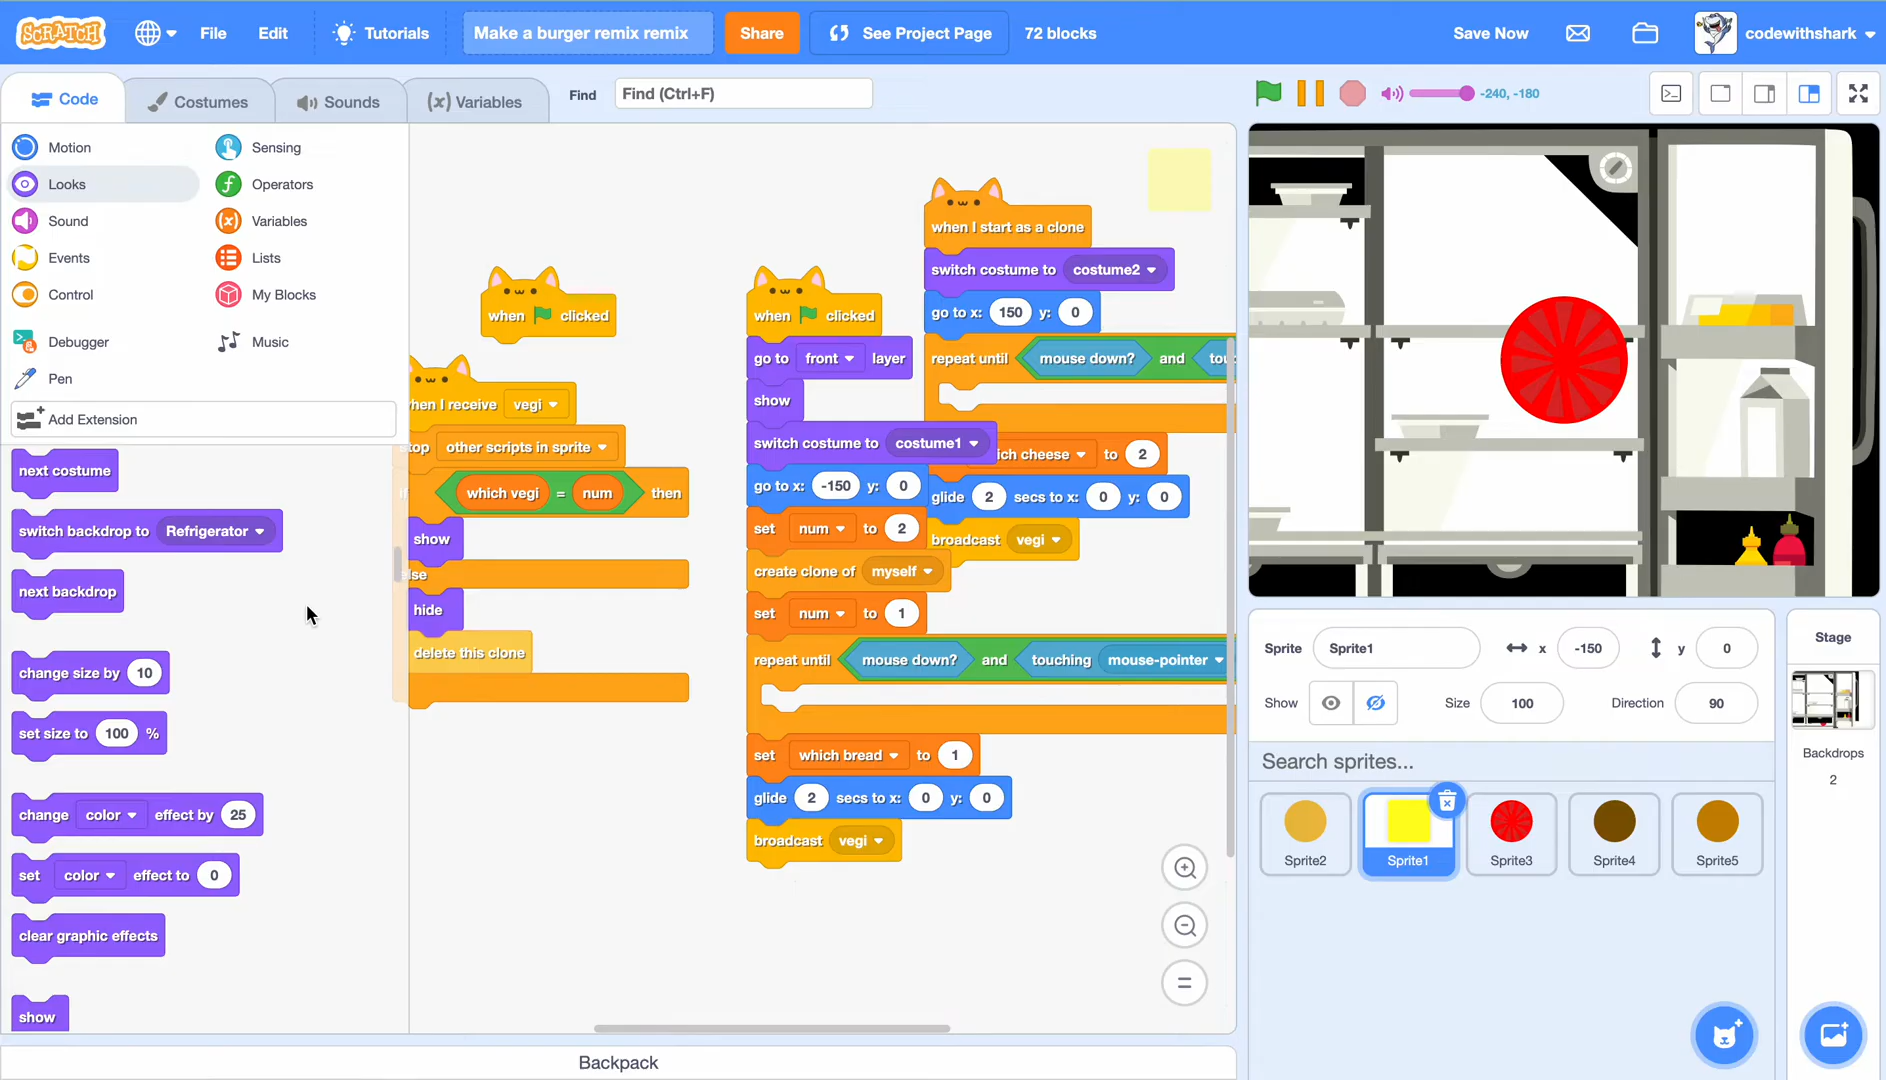 SCRATCH
File
Edit
Tutorials
Make a burger remix remix
Share
See Project Page
72 blocks
Save Now
codewithshark
Code
Costumes
Sounds
(x) Variables
Find
Find (Ctrl+F)
-240, -180
Motion
Looks
Sound
Events
Control
Debugger
Pen
Sensing
Operators
Variables
Lists
My Blocks
Music
Add Extension
next costume
switch backdrop to Refrigerator
next backdrop
change size by 10
set size to 100 %
change color effect by 25
set color effect to 0
clear graphic effects
show
when clicked
when I receive vegi
stop other scripts in sprite
if which vegi = num then
show
else
hide
delete this clone
when clicked
go to front layer
show
switch costume to costume1
go to x: -150 y: 0
set num to 2
create clone of myself
set num to 1
repeat until mouse down? and touching mouse-pointer
set which bread to 1
glide 2 secs to x: 0 y: 0
broadcast vegi
when I start as a clone
switch costume to costume2
go to x: 150 y: 0
repeat until mouse down? and
cheese to 2
glide 2 secs to x: 0 y: 0
broadcast vegi
Sprite
Sprite1
x -150
y 0
Show
Size 100
Direction 90
Search sprites...
Sprite2
Sprite1
Sprite3
Sprite4
Sprite5
Stage
Backdrops
2
Backpack